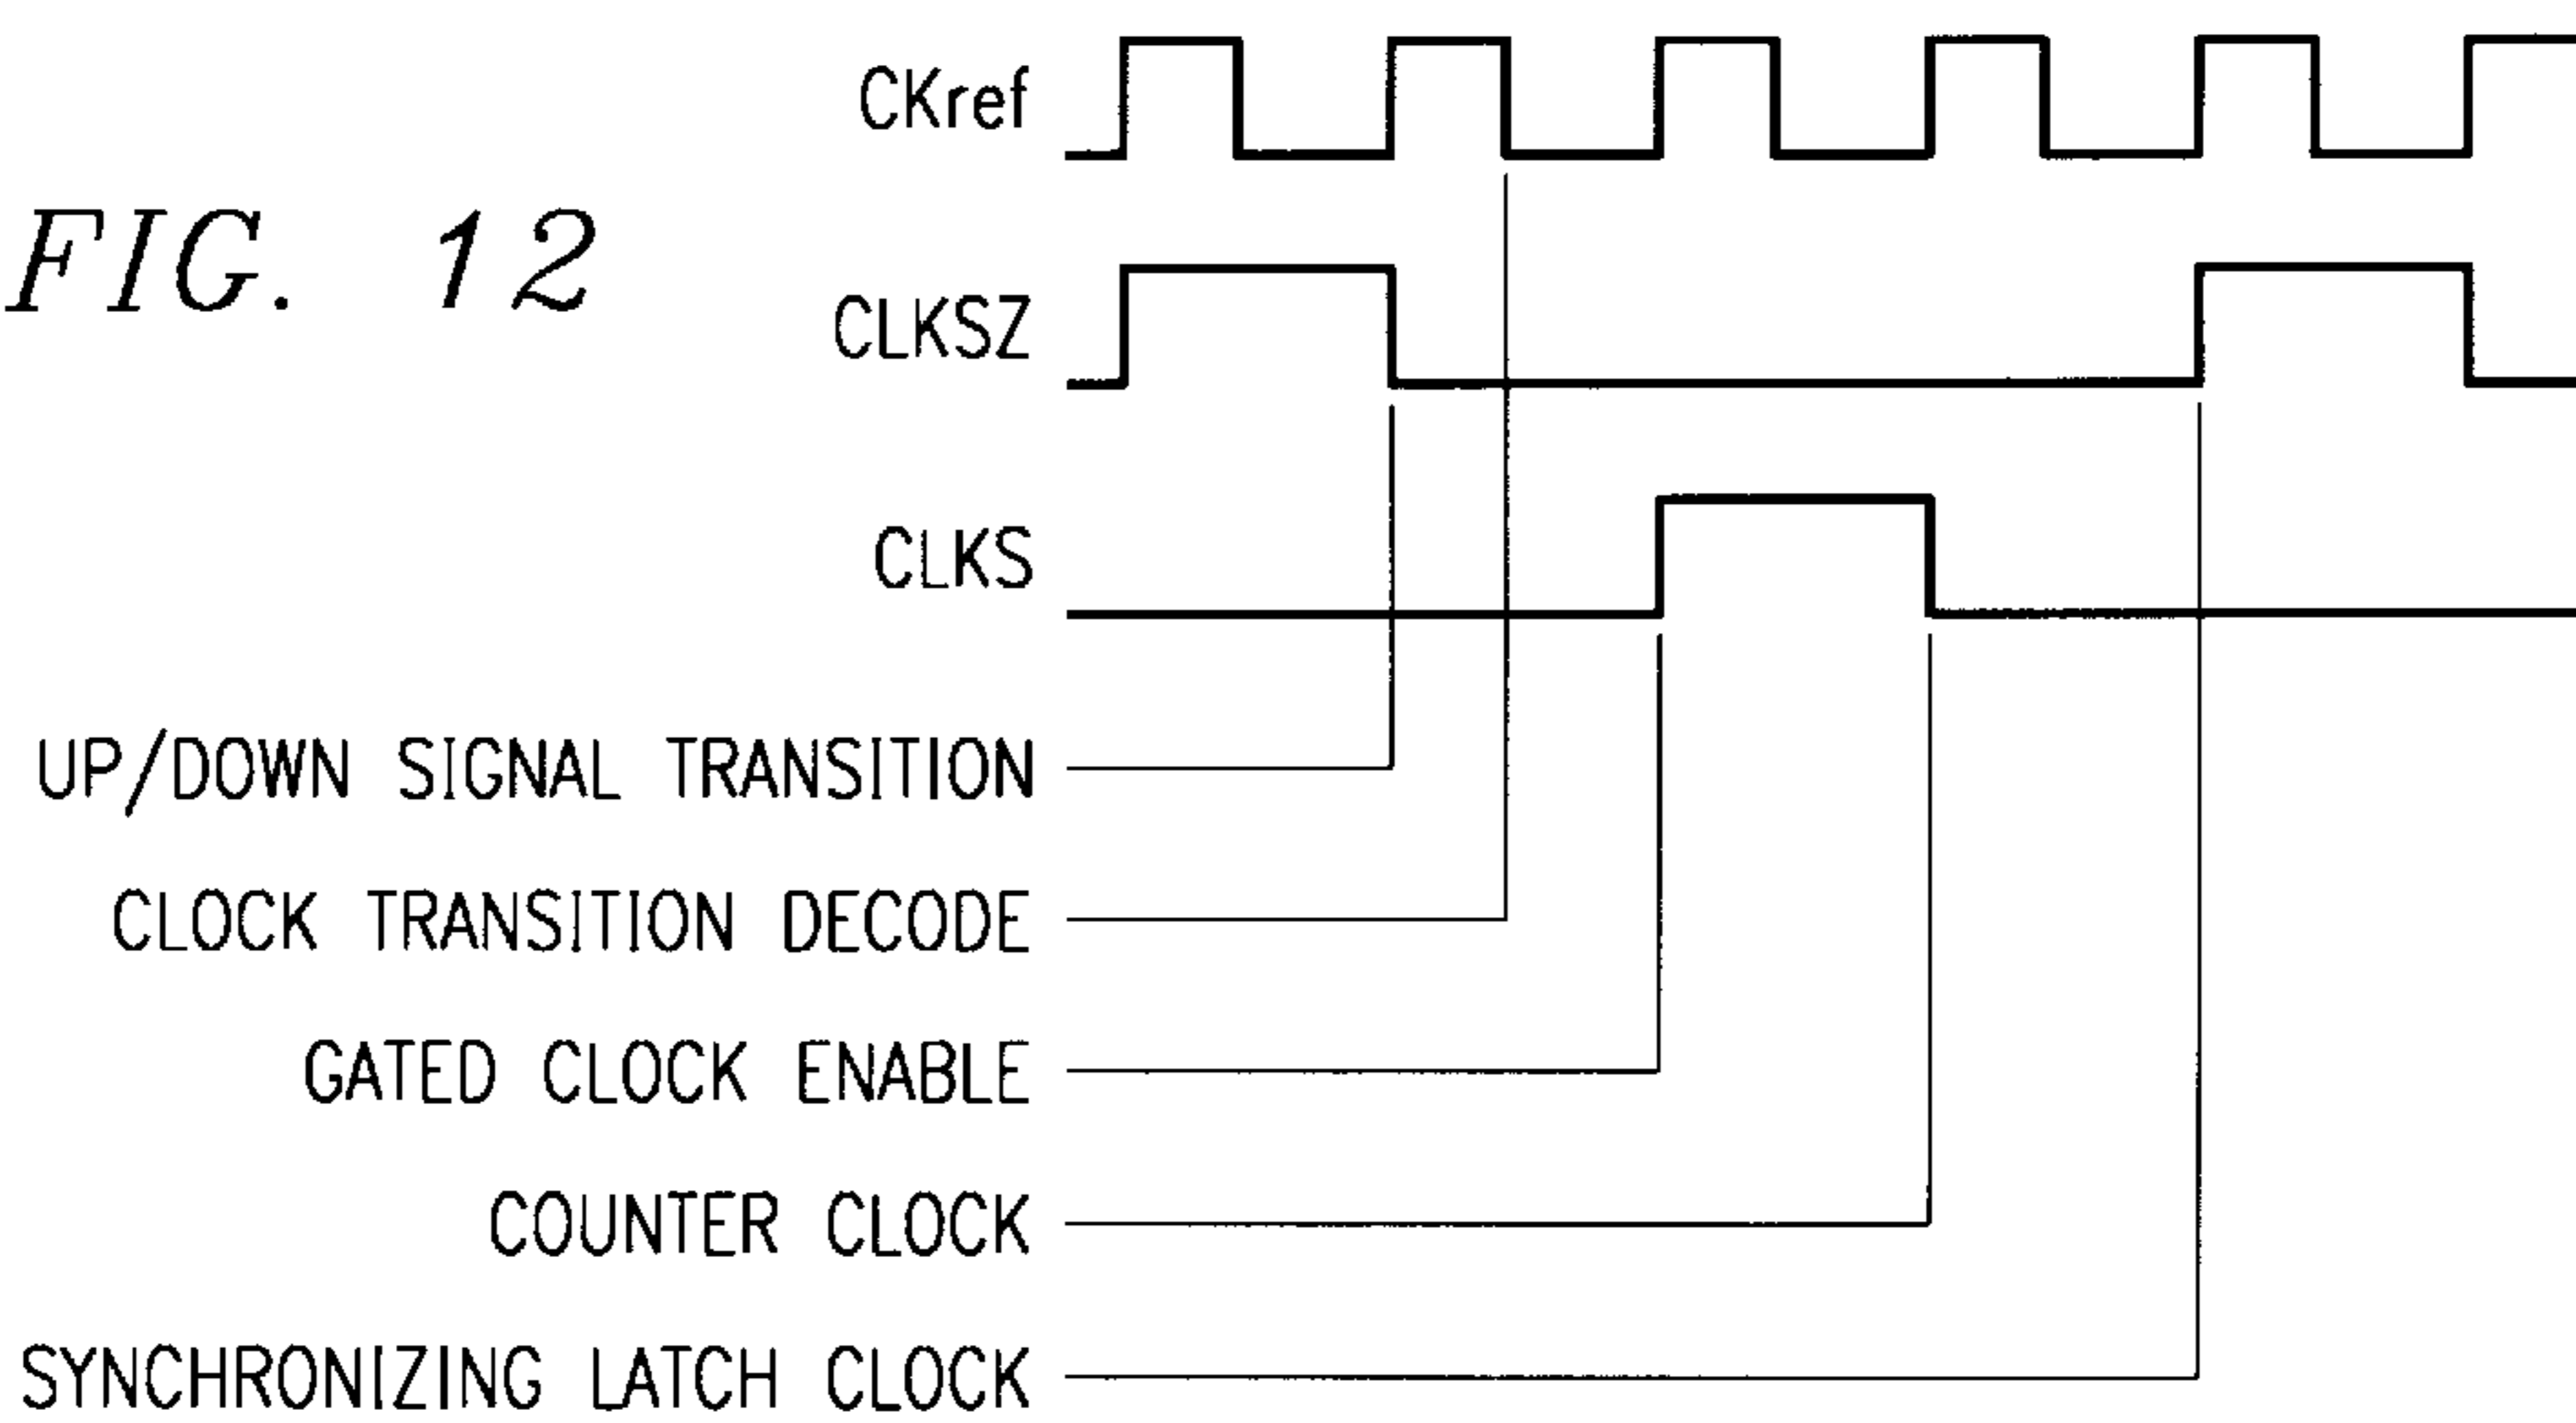 CKref
FIG. 12
CLKSZ
CLKS
UP/DOWN SIGNAL TRANSITION
CLOCK TRANSITION DECODE
GATED CLOCK ENABLE
COUNTER CLOCK
SYNCHRONIZING LATCH CLOCK